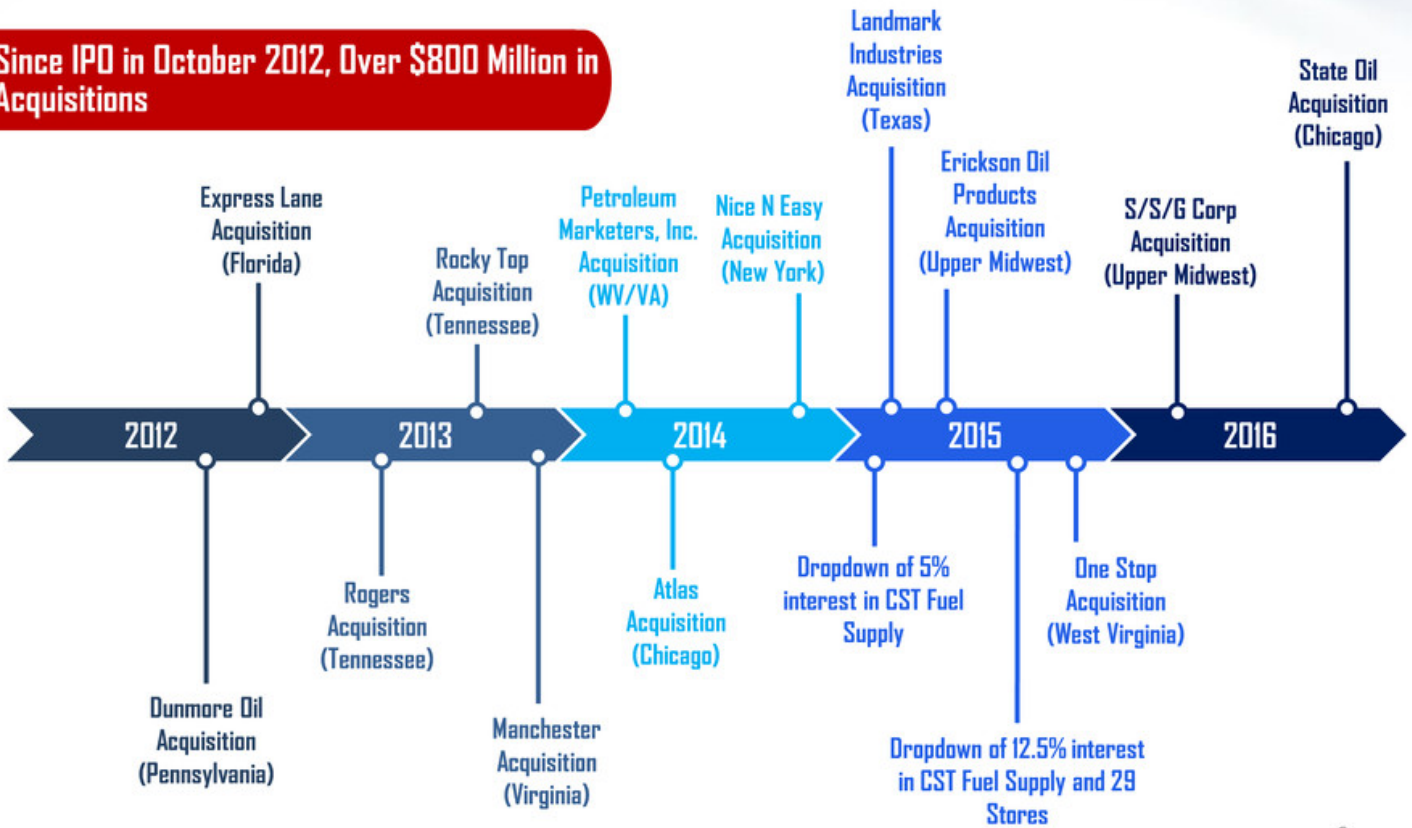 Since IPO in October 2012, Over $800 Million in
Acquisitions
Express Lane
Acquisition
(Florida)
Rocky Top
Acquisition
(Tennessee)
Petroleum
Marketers, Inc.
Acquisition
(WV/VA)
Nice N Easy
Acquisition
(New York)
Landmark
Industries
Acquisition
(Texas)
Erickson Oil
Products
Acquisition
(Upper Midwest)
S/S/G Corp
Acquisition
(Upper Midwest)
State Oil
Acquisition
(Chicago)
2012
2013
2014
2015
2016
Dunmore Oil
Acquisition
(Pennsylvania)
Rogers
Acquisition
(Tennessee)
Manchester
Acquisition
(Virginia)
Atlas
Acquisition
(Chicago)
Dropdown of 5%
interest in CST Fuel
Supply
Dropdown of 12.5% interest
in CST Fuel Supply and 29
Stores
One Stop
Acquisition
(West Virginia)